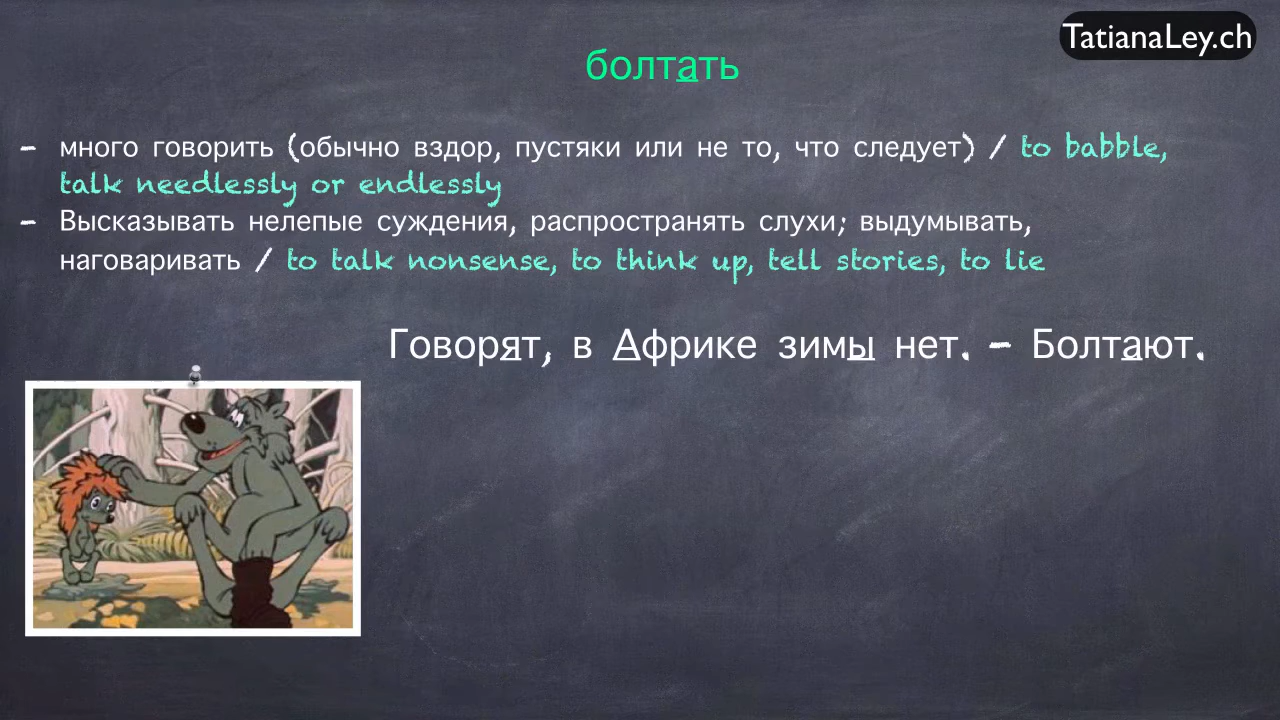 TatianaLey.ch
болтать
- много говорить (обычно вздор, пустяки или не то, что следует) / to babble,
talk needlessly or endlessly
- Высказывать нелепые суждения, распространять слухи; выдумывать,
наговаривать / to talk nonsense, to think up, tell stories, to lie
Говорят, в Африке зимы нет. - Болтают.